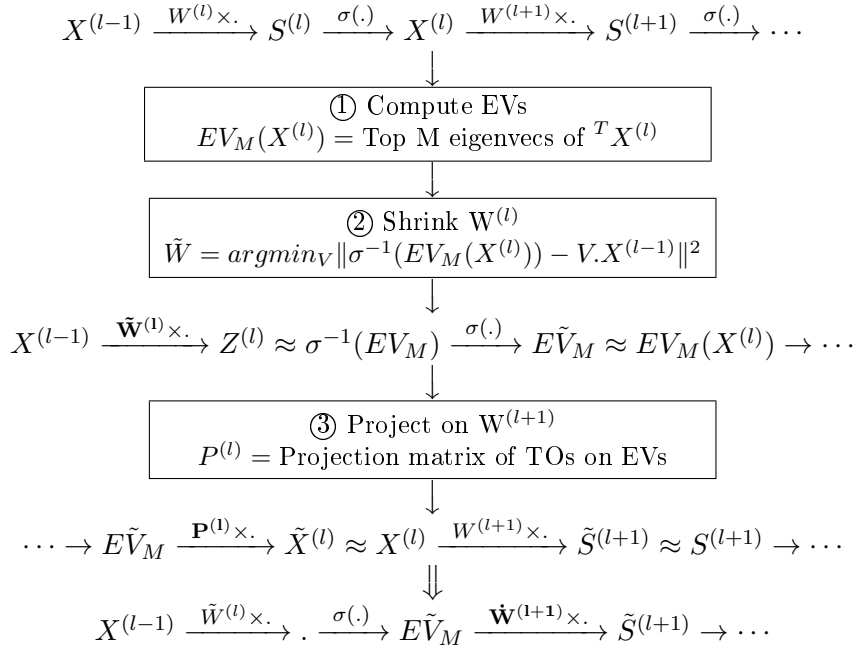 X^{(l-1)} \xrightarrow{W^{(l)} \times .} S^{(l)} \xrightarrow{\sigma(.)} X^{(l)} \xrightarrow{W^{(l+1)} \times .} S^{(l+1)} \xrightarrow{\sigma(.)} \cdots
① Compute EVs
EV_M(X^{(l)}) = Top M eigenvecs of ^T X^{(l)}
② Shrink W^{(l)}
\tilde{W} = argmin_V \|\sigma^{-1}(EV_M(X^{(l)})) - V.X^{(l-1)}\|^2
X^{(l-1)} \xrightarrow{\mathbf{\tilde{W}^{(l)}} \times .} Z^{(l)} \approx \sigma^{-1}(EV_M) \xrightarrow{\sigma(.)} E\tilde{V}_M \approx EV_M(X^{(l)}) \to \cdots
③ Project on W^{(l+1)}
P^{(l)} = Projection matrix of TOs on EVs
\cdots \to E\tilde{V}_M \xrightarrow{\mathbf{P^{(l)}} \times .} \tilde{X}^{(l)} \approx X^{(l)} \xrightarrow{W^{(l+1)} \times .} \tilde{S}^{(l+1)} \approx S^{(l+1)} \to \cdots
X^{(l-1)} \xrightarrow{\tilde{W}^{(l)} \times .} . \xrightarrow{\sigma(.)} E\tilde{V}_M \xrightarrow{\mathbf{\dot{W}^{(l+1)}} \times .} \tilde{S}^{(l+1)} \to \cdots